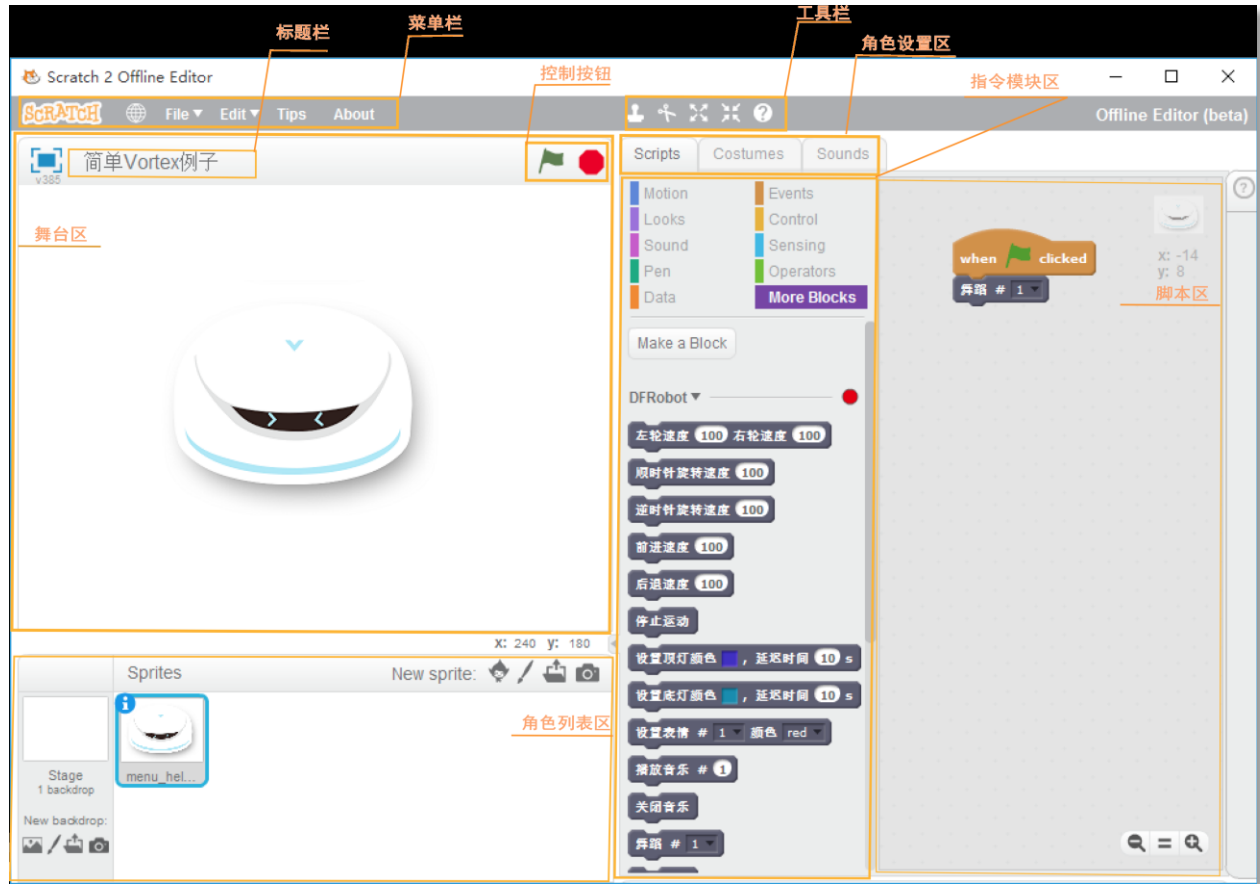 工具栏
菜单栏
标题栏
角色设置区
控制按钮
指令模块区
Scratch 2 Offline Editor
SCRATCH File Edit Tips About
Offline Editor (beta)
简单Vortex例子
v385
Scripts Costumes Sounds
舞台区
Motion Events
Looks Control
Sound Sensing
Pen Operators
Data More Blocks
Make a Block
DFRobot
左轮速度 100 右轮速度 100
顺时针旋转速度 100
逆时针旋转速度 100
前进速度 100
后退速度 100
停止运动
设置顶灯颜色 , 延迟时间 10 s
设置底灯颜色 , 延迟时间 10 s
设置表情 # 1 颜色 red
播放音乐 # 1
关闭音乐
舞蹈 # 1
when clicked
舞蹈 # 1
x: -14
y: 8
脚本区
X: 240 y: 180
Sprites New sprite:
角色列表区
Stage
1 backdrop
New backdrop:
menu_hel...